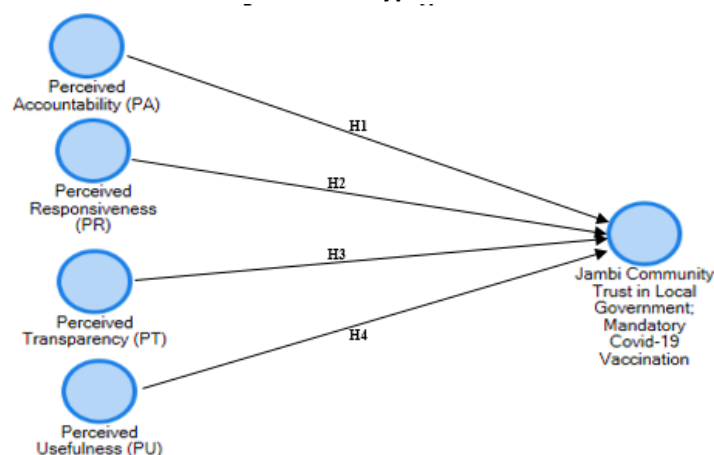 Perceived
Accountability (PA)
H1
Perceived
Responsiveness
(PR)
H2
Perceived
Transparency (PT)
H3
Perceived
Usefulness (PU)
H4
Jambi Community
Trust in Local
Government;
Mandatory
Covid-19
Vaccination